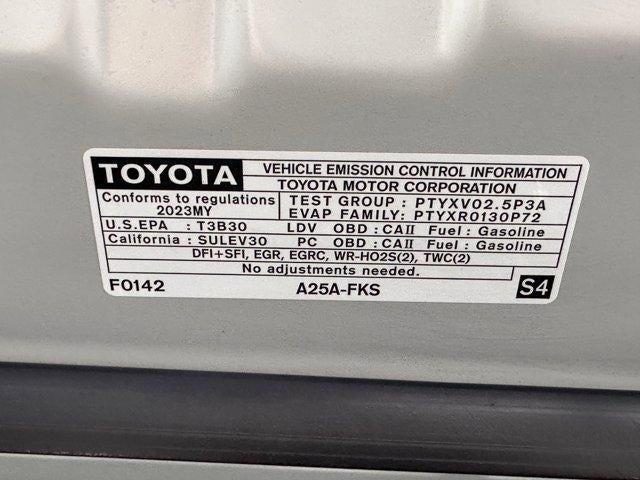 TOYOTA VEHICLE EMISSION CONTROL INFORMATION
TOYOTA MOTOR CORPORATION
Conforms to regulations
2023MY
TEST GROUP : PTYXV02.5P3A
EVAP FAMILY: PTYXR0130P72
U.S.EPA : T3B30 LDV OBD : CAII Fuel : Gasoline
California : SULEV30 PC OBD : CAII Fuel : Gasoline
DFI+SFI, EGR, EGRC, WR-HO2S(2), TWC(2)
No adjustments needed.
F0142 A25A-FKS S4